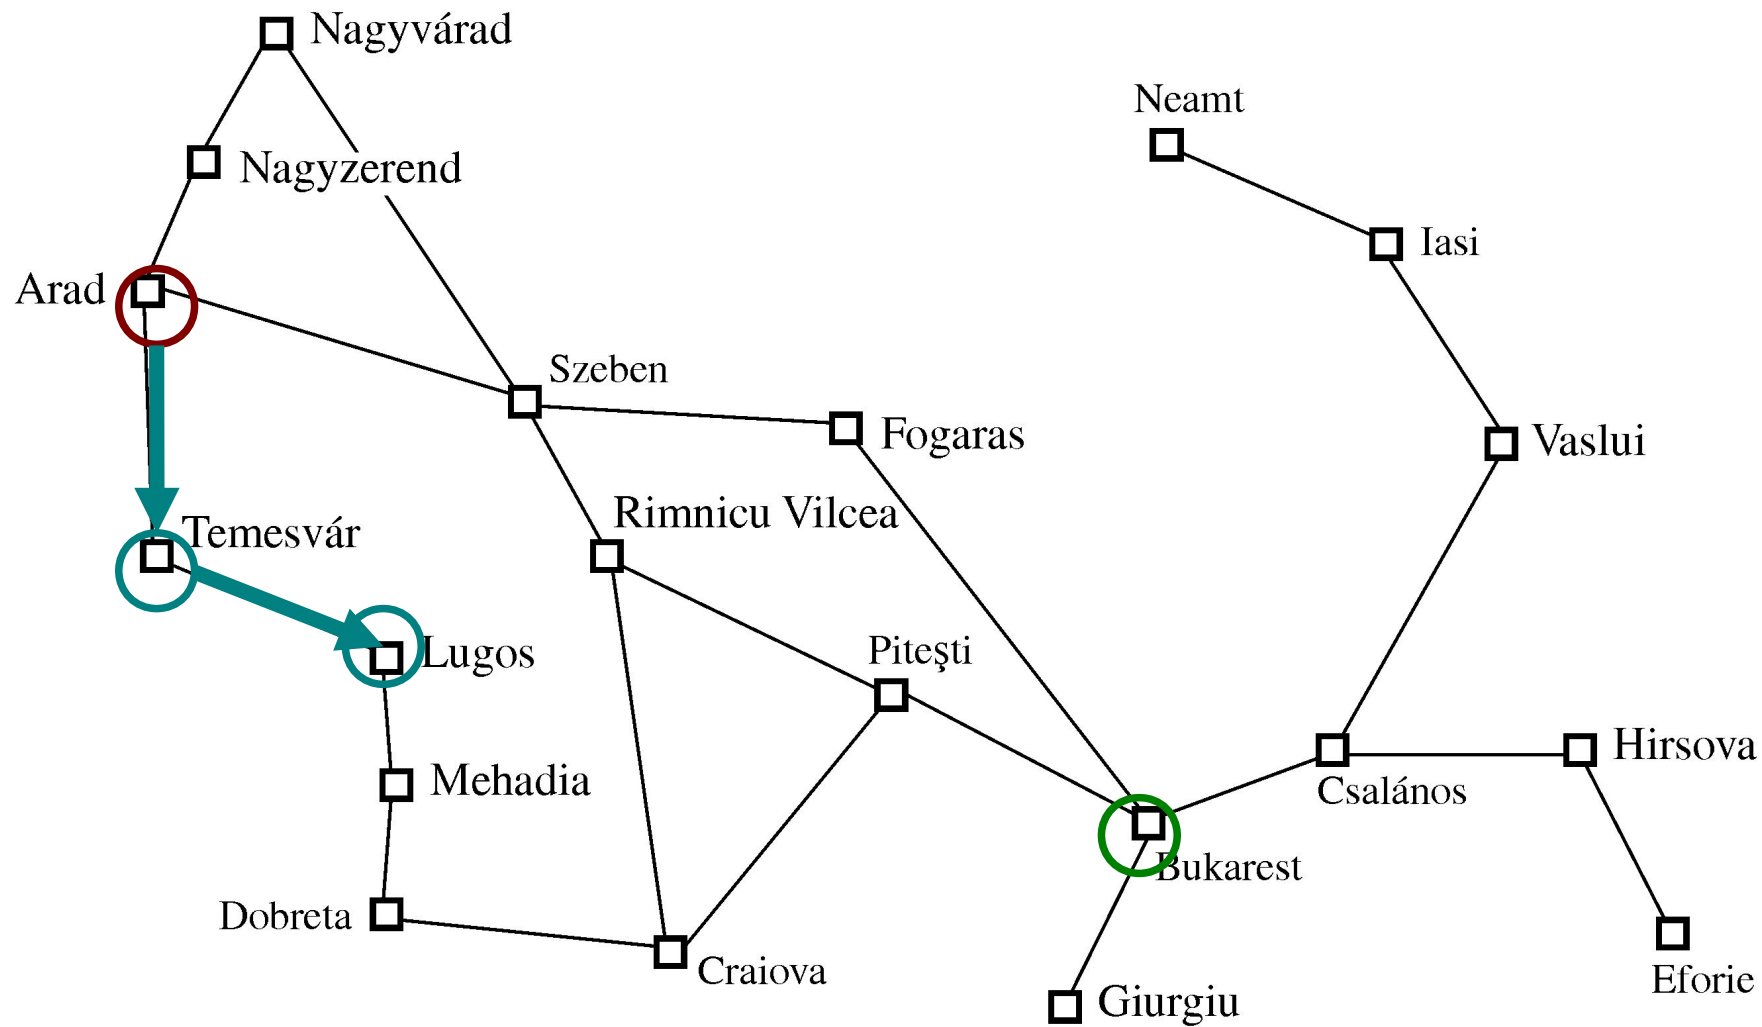 Nagyvárad
Neamt
Nagyzerend
Iasi
Arad
Szeben
Fogaras
Vaslui
Rimnicu Vilcea
Temesvár
Piteşti
Lugos
Hirsova
Mehadia
Csalános
Bukarest
Dobreta
Craiova
Eforie
Giurgiu